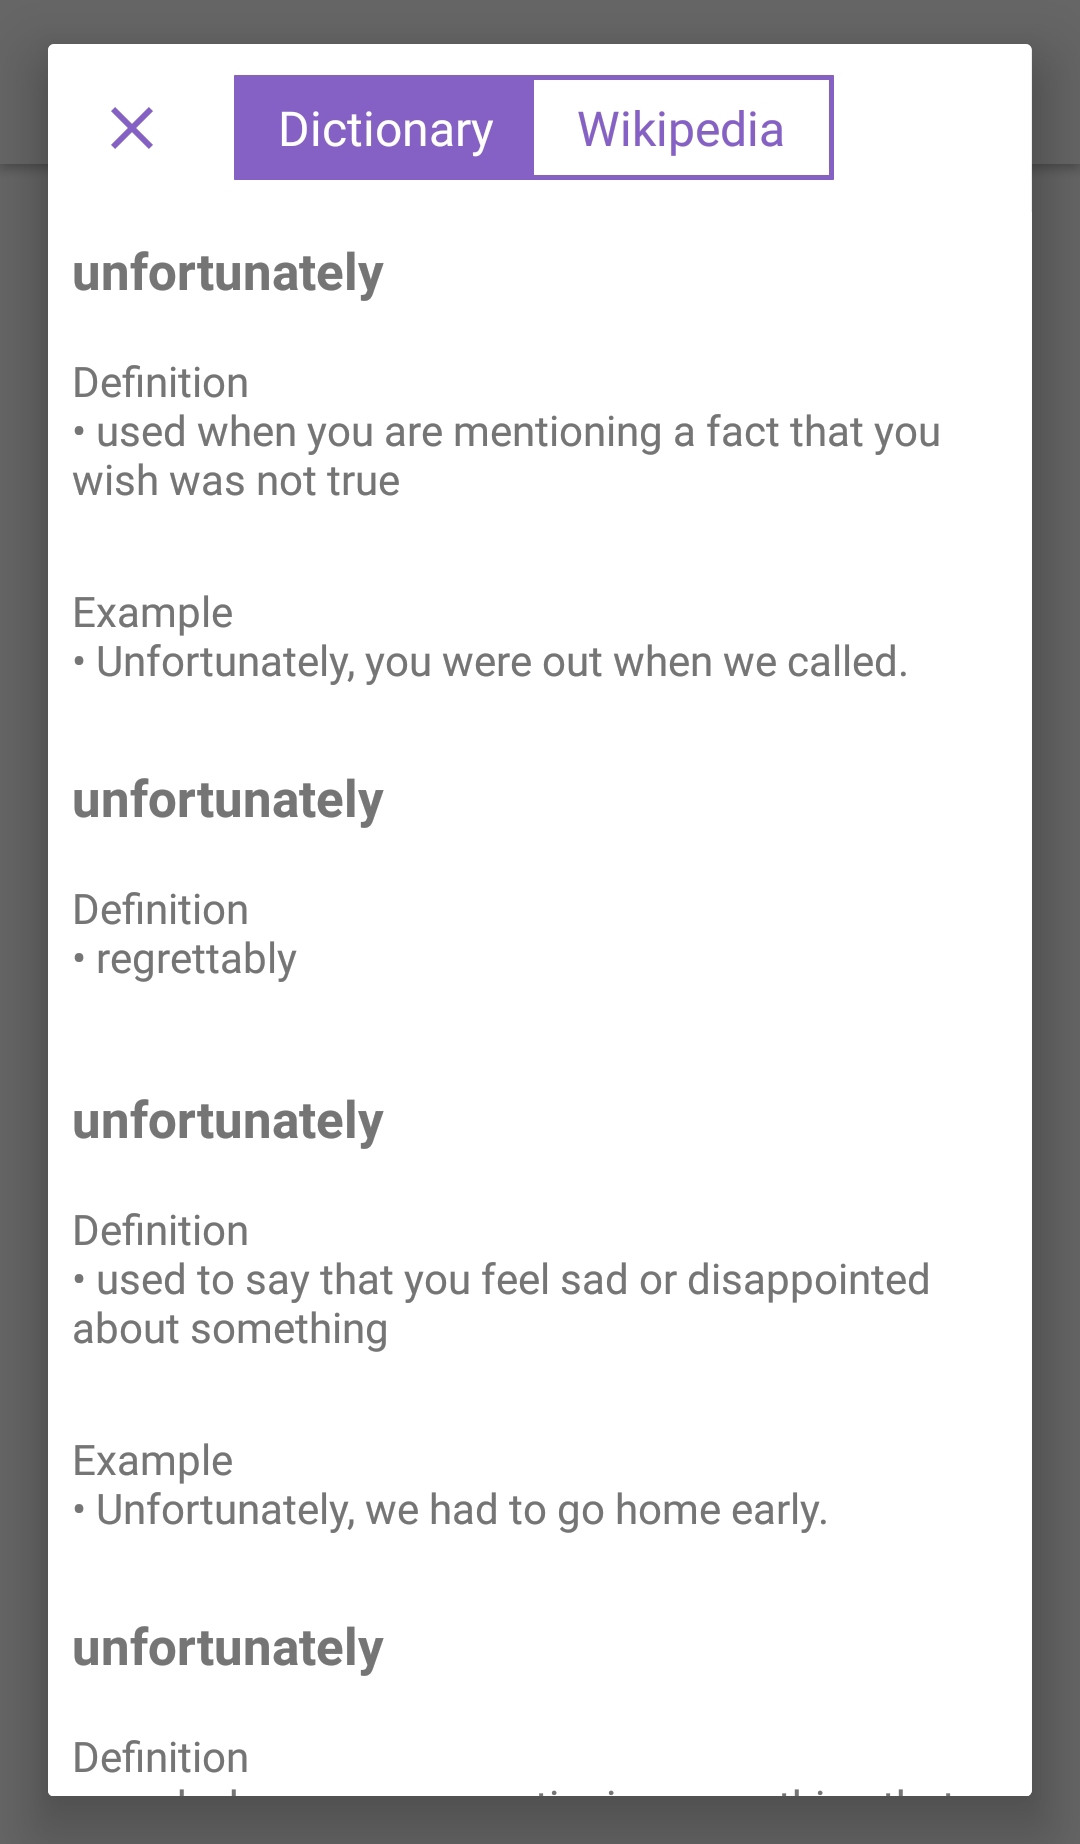 Dictionary Wikipedia
unfortunately
Definition
• used when you are mentioning a fact that you
wish was not true
Example
• Unfortunately, you were out when we called.
unfortunately
Definition
• regrettably
unfortunately
Definition
• used to say that you feel sad or disappointed
about something
Example
• Unfortunately, we had to go home early.
unfortunately
Definition